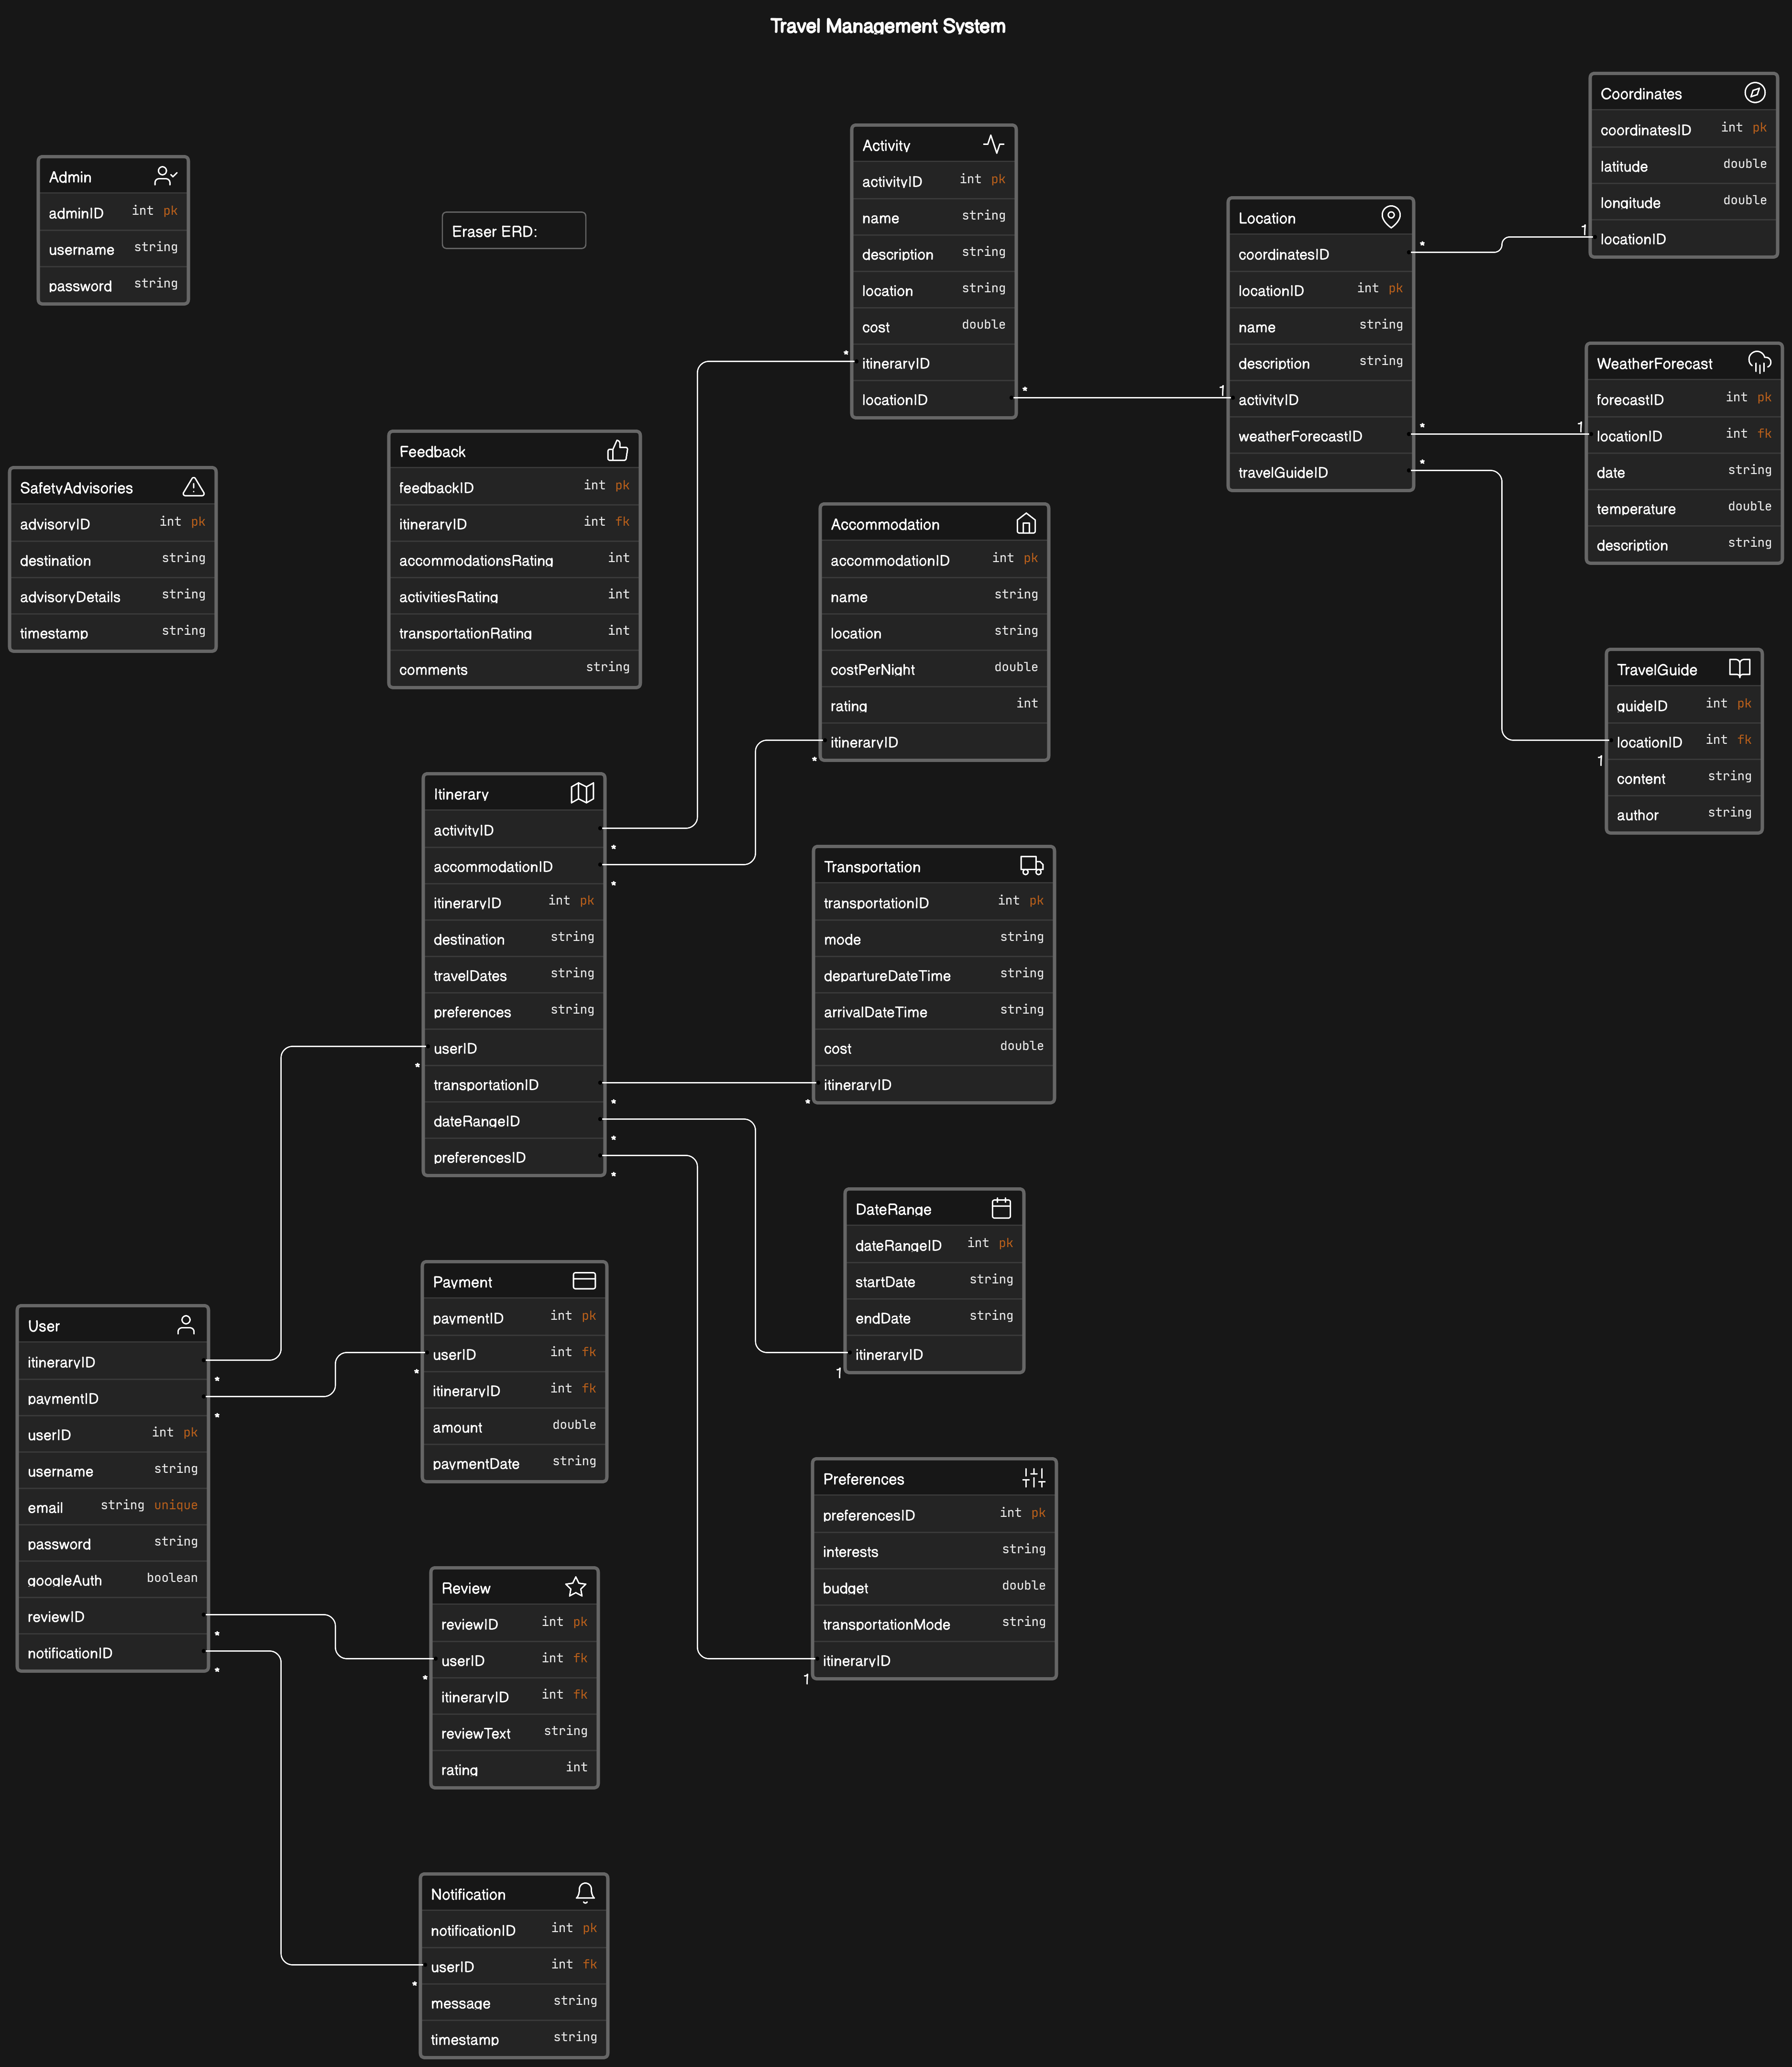 Travel Management System
Admin
adminID int pk
username string
password string
Eraser ERD:
SafetyAdvisories
advisoryID int pk
destination string
advisoryDetails string
timestamp string
Feedback
feedbackID int pk
itineraryID int fk
accommodationsRating int
activitiesRating int
transportationRating int
comments string
Activity
activityID int pk
name string
description string
location string
cost double
* itineraryID
locationID *
Location
coordinatesID *
locationID int pk
name string
description string
1 activityID
weatherForecastID *
travelGuideID *
Coordinates
coordinatesID int pk
latitude double
longitude double
1 locationID
WeatherForecast
forecastID int pk
1 locationID int fk
date string
temperature double
description string
TravelGuide
guideID int pk
locationID int fk
1
content string
author string
Accommodation
accommodationID int pk
name string
location string
costPerNight double
rating int
itineraryID
*
Itinerary
activityID
*
accommodationID
*
itineraryID int pk
destination string
travelDates string
preferences string
userID
*
transportationID
*
dateRangeID
*
preferencesID
*
Transportation
transportationID int pk
mode string
departureDateTime string
arrivalDateTime string
cost double
itineraryID
*
DateRange
dateRangeID int pk
startDate string
endDate string
itineraryID
1
Preferences
preferencesID int pk
interests string
budget double
transportationMode string
itineraryID
1
User
itineraryID
*
paymentID
*
userID int pk
username string
email string unique
password string
googleAuth boolean
reviewID
*
notificationID
*
Payment
paymentID int pk
userID int fk
*
itineraryID int fk
amount double
paymentDate string
Review
reviewID int pk
userID int fk
*
itineraryID int fk
reviewText string
rating int
Notification
notificationID int pk
userID int fk
*
message string
timestamp string